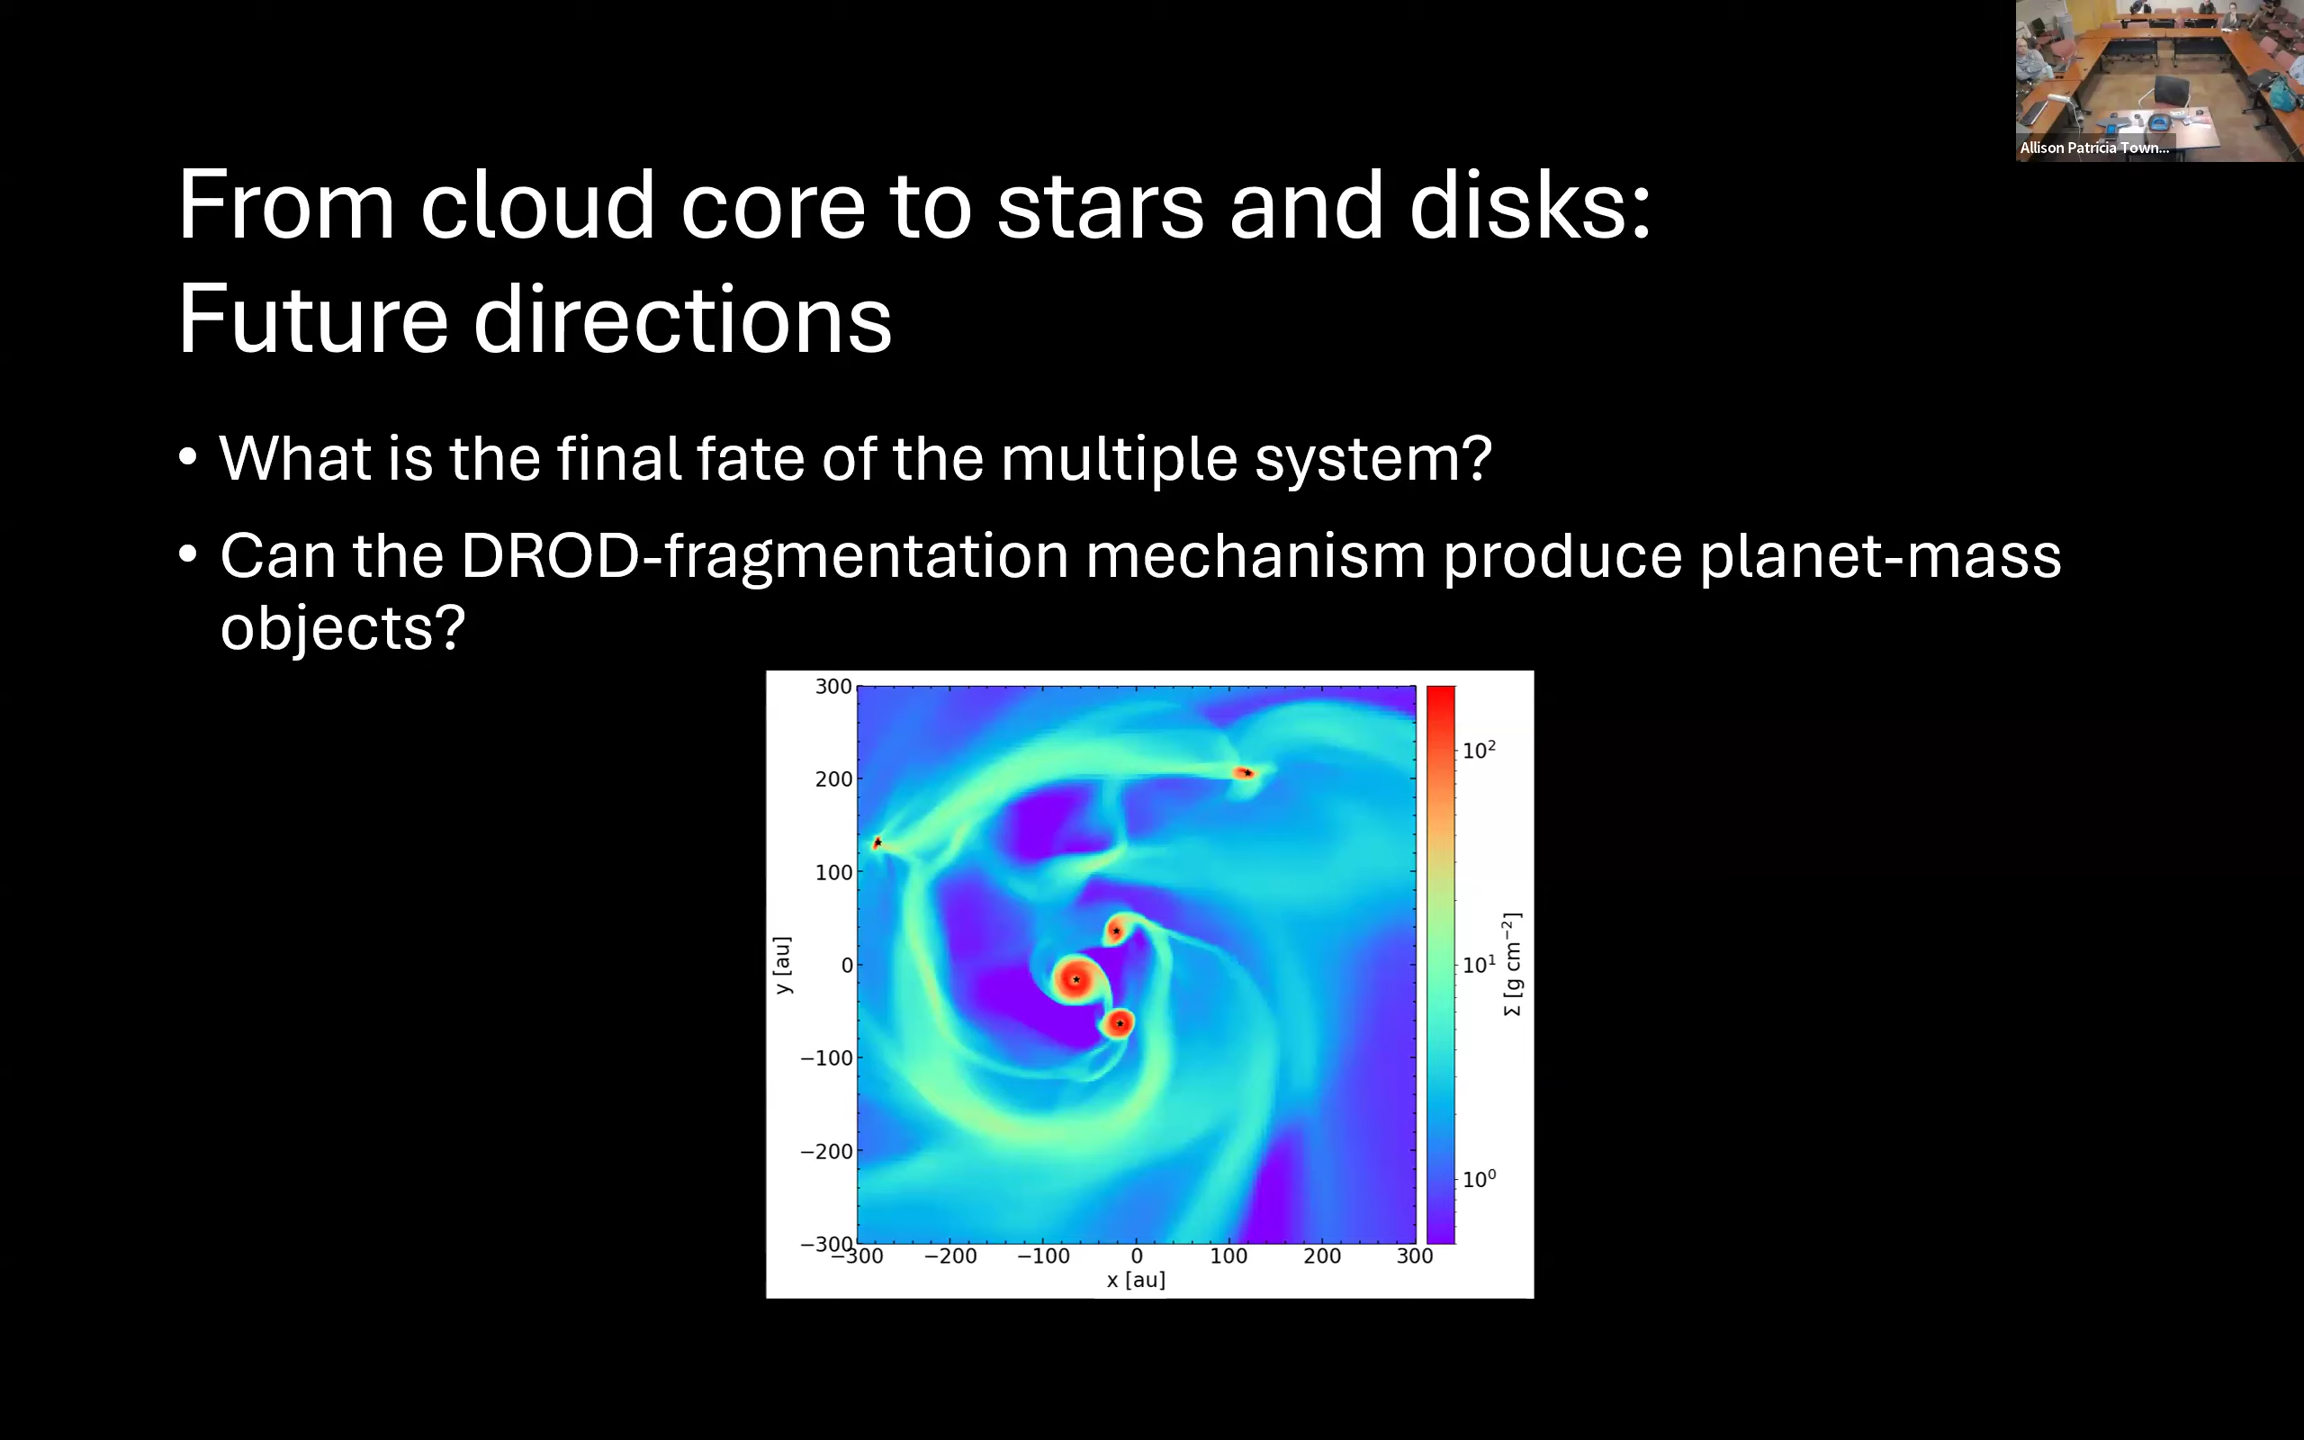 Allison Patricia Town...
From cloud core to stars and disks:
Future directions
• What is the final fate of the multiple system?
• Can the DROD-fragmentation mechanism produce planet-mass
objects?
300
200
100
0
−100
−200
−300
y [au]
−300 −200 −100 0 100 200 300
x [au]
10²
10¹
10⁰
Σ [g cm⁻²]